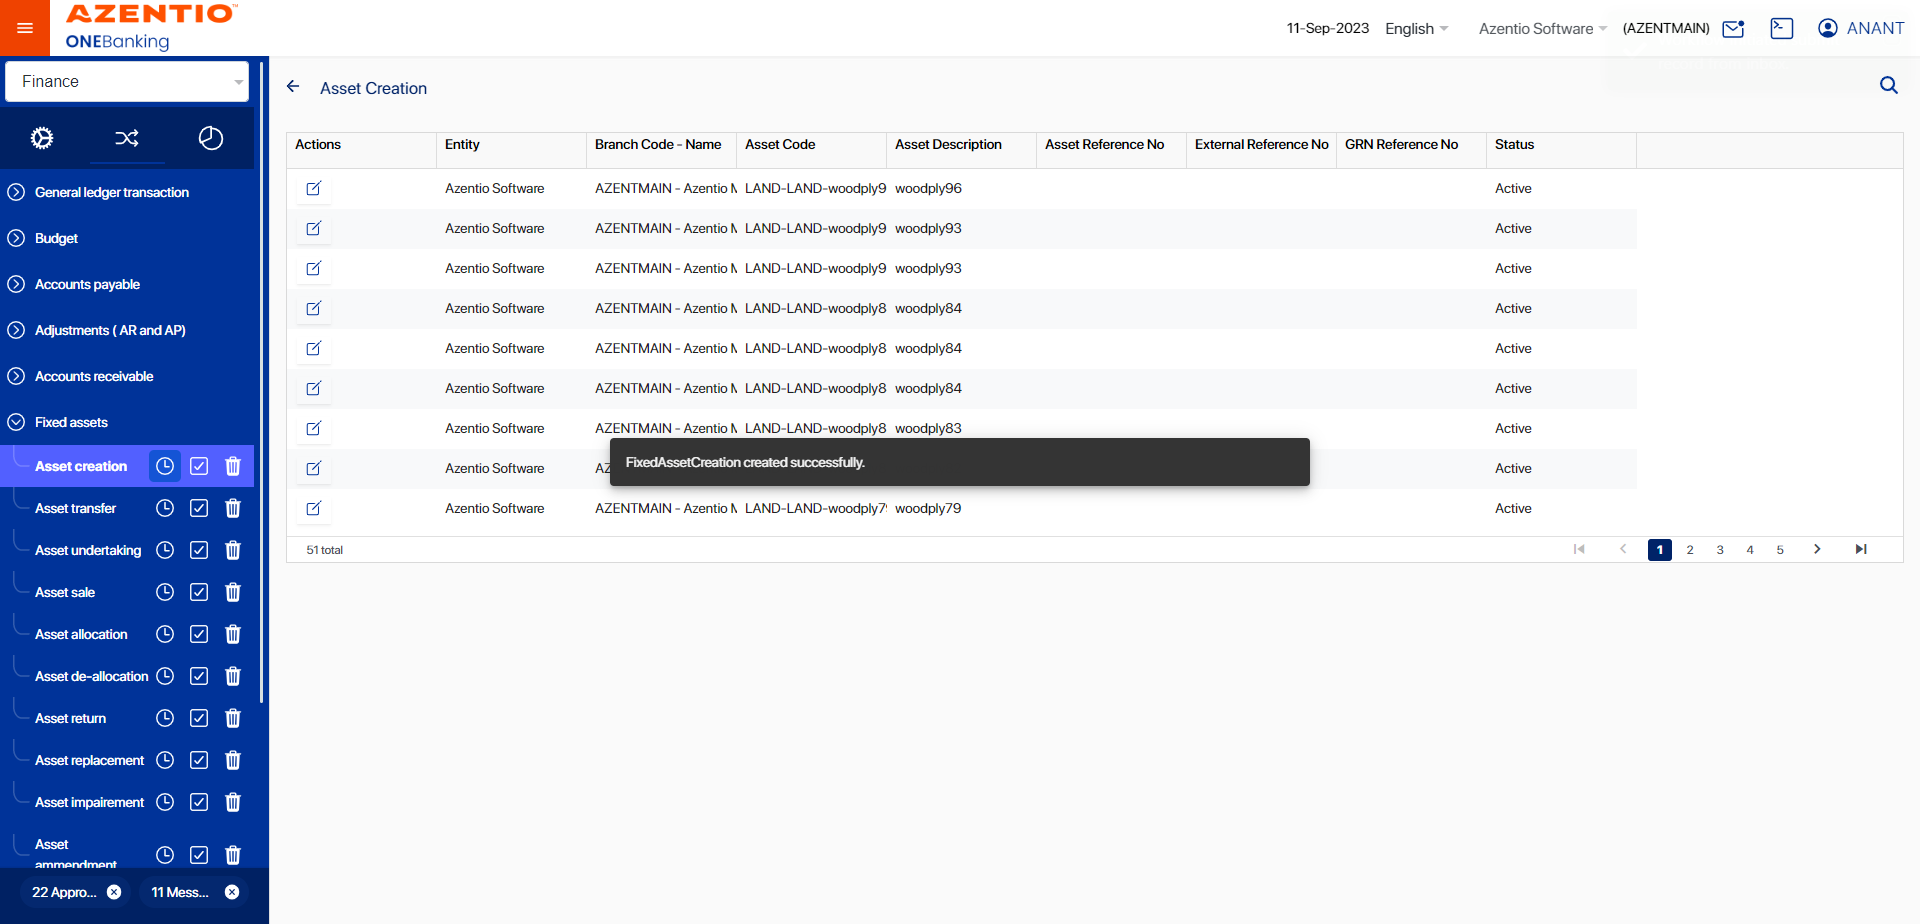 AZENTIO™
ONEBanking
11-Sep-2023 English Azentio Software (AZENTMAIN) ANANT
Finance
General ledger transaction
Budget
Accounts payable
Adjustments ( AR and AP)
Accounts receivable
Fixed assets
Asset creation
Asset transfer
Asset undertaking
Asset sale
Asset allocation
Asset de-allocation
Asset return
Asset replacement
Asset impairement
Asset
ammendment
22 Appro...
11 Mess...
Asset Creation
Actions Entity Branch Code - Name Asset Code Asset Description Asset Reference No External Reference No GRN Reference No Status
Azentio Software AZENTMAIN - Azentio LAND-LAND-woodply9 woodply96 Active
Azentio Software AZENTMAIN - Azentio LAND-LAND-woodply9 woodply93 Active
Azentio Software AZENTMAIN - Azentio LAND-LAND-woodply9 woodply93 Active
Azentio Software AZENTMAIN - Azentio LAND-LAND-woodply8 woodply84 Active
Azentio Software AZENTMAIN - Azentio LAND-LAND-woodply8 woodply84 Active
Azentio Software AZENTMAIN - Azentio LAND-LAND-woodply8 woodply84 Active
Azentio Software AZENTMAIN - Azentio LAND-LAND-woodply8 woodply83 Active
Azentio Software AZ Active
FixedAssetCreation created successfully.
Azentio Software AZENTMAIN - Azentio LAND-LAND-woodply7 woodply79 Active
51 total 1 2 3 4 5